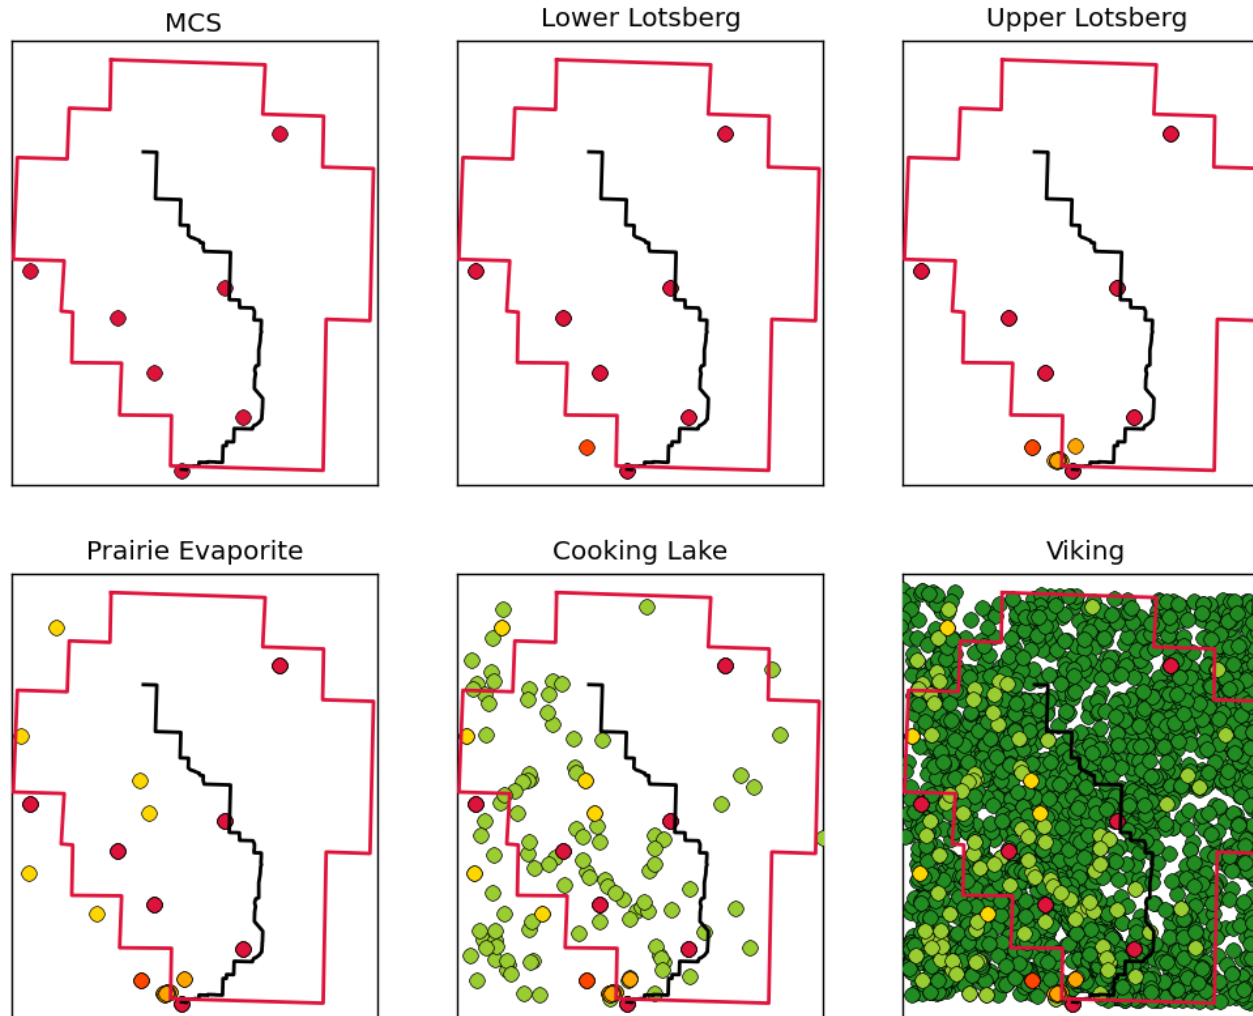 MCS
Lower Lotsberg
Upper Lotsberg
Prairie Evaporite
Cooking Lake
Viking